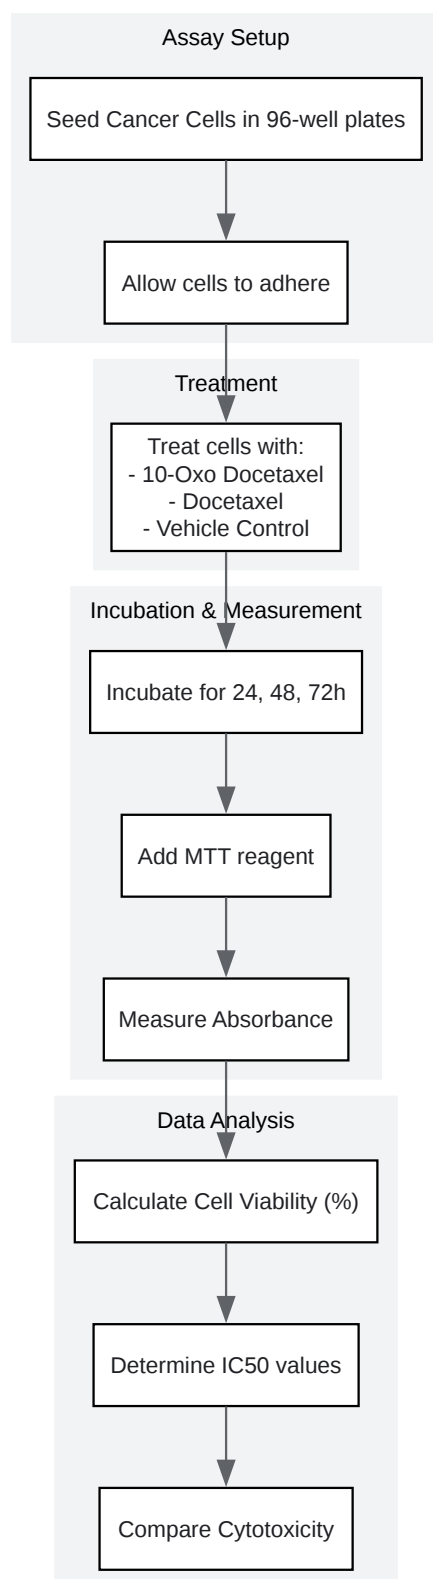 Assay Setup
Seed Cancer Cells in 96-well plates
Allow cells to adhere
Treatment
Treat cells with:
- 10-Oxo Docetaxel
- Docetaxel
- Vehicle Control
Incubation & Measurement
Incubate for 24, 48, 72h
Add MTT reagent
Measure Absorbance
Data Analysis
Calculate Cell Viability (%)
Determine IC50 values
Compare Cytotoxicity